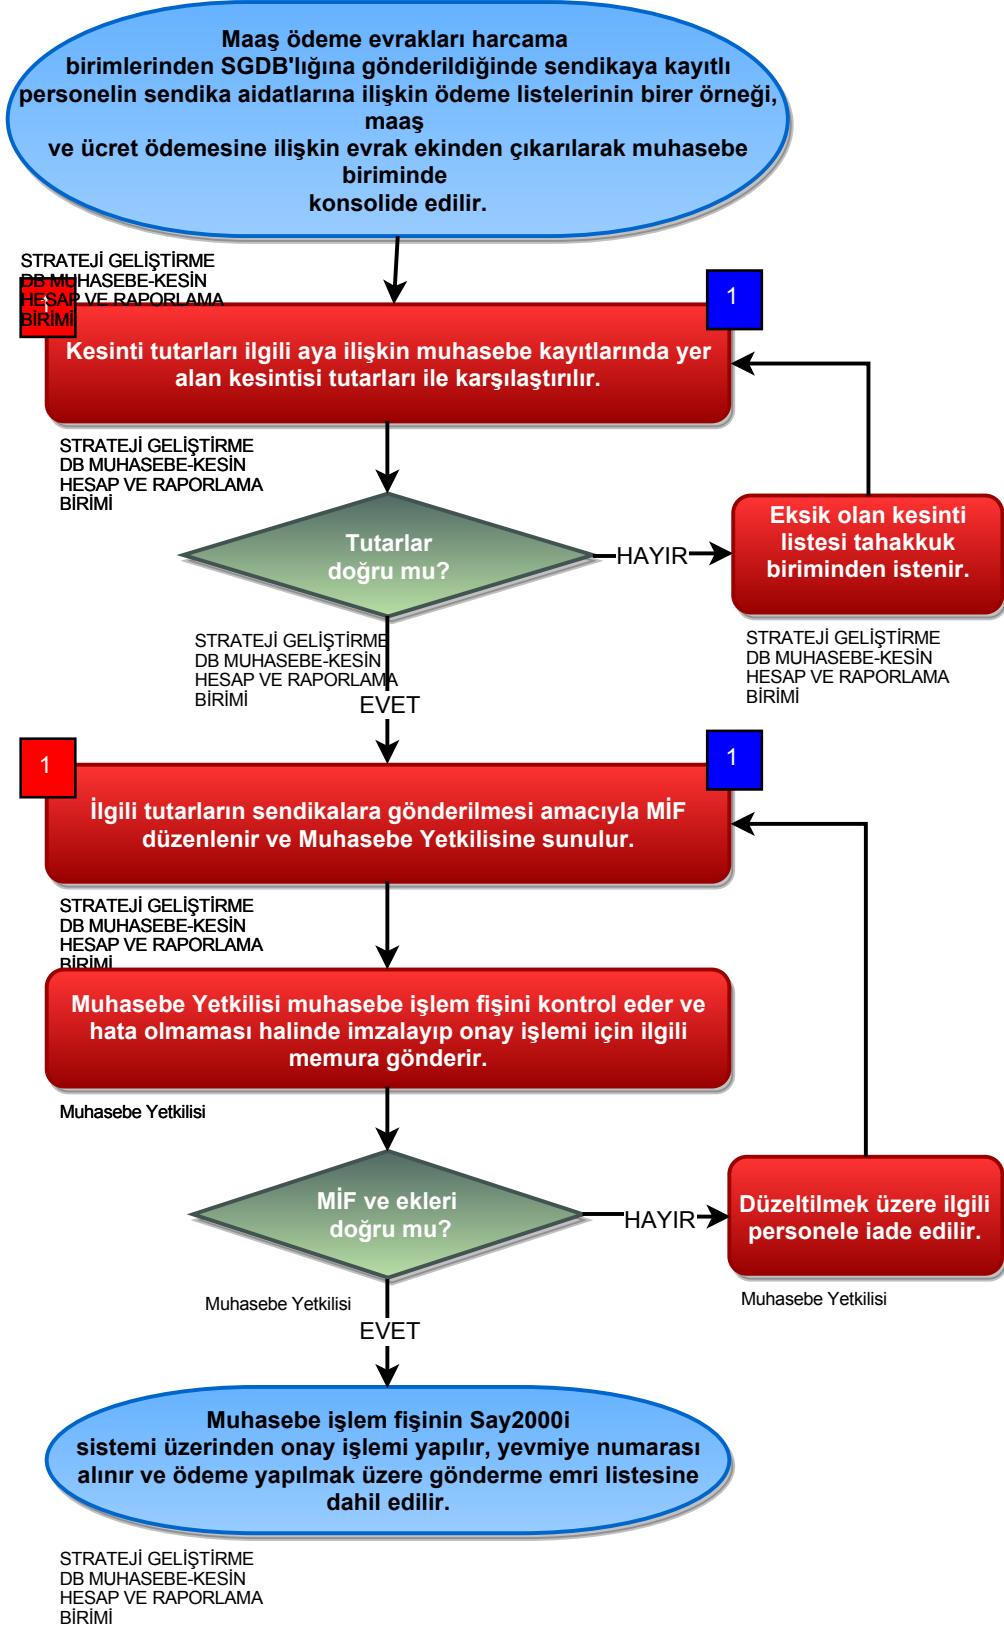 Maaş ödeme evrakları harcama
birimlerinden SGDB'lığına gönderildiğinde sendikaya kayıtlı
personelin sendika aidatlarına ilişkin ödeme listelerinin birer örneği,
maaş
ve ücret ödemesine ilişkin evrak ekinden çıkarılarak muhasebe
biriminde
konsolide edilir.
STRATEJİ GELİŞTİRME
DB MUHASEBE-KESİN
HESAP VE RAPORLAMA
BİRİMİ
1
1
Kesinti tutarları ilgili aya ilişkin muhasebe kayıtlarında yer
alan kesintisi tutarları ile karşılaştırılır.
STRATEJİ GELİŞTİRME
DB MUHASEBE-KESİN
HESAP VE RAPORLAMA
BİRİMİ
Tutarlar
doğru mu?
HAYIR
Eksik olan kesinti
listesi tahakkuk
biriminden istenir.
STRATEJİ GELİŞTİRME
DB MUHASEBE-KESİN
HESAP VE RAPORLAMA
BİRİMİ
STRATEJİ GELİŞTİRME
DB MUHASEBE-KESİN
HESAP VE RAPORLAMA
BİRİMİ
EVET
1
1
İlgili tutarların sendikalara gönderilmesi amacıyla MİF
düzenlenir ve Muhasebe Yetkilisine sunulur.
STRATEJİ GELİŞTİRME
DB MUHASEBE-KESİN
HESAP VE RAPORLAMA
BİRİMİ
Muhasebe Yetkilisi muhasebe işlem fişini kontrol eder ve
hata olmaması halinde imzalayıp onay işlemi için ilgili
memura gönderir.
Muhasebe Yetkilisi
MİF ve ekleri
doğru mu?
HAYIR
Düzeltilmek üzere ilgili
personele iade edilir.
Muhasebe Yetkilisi
Muhasebe Yetkilisi
EVET
Muhasebe işlem fişinin Say2000i
sistemi üzerinden onay işlemi yapılır, yevmiye numarası
alınır ve ödeme yapılmak üzere gönderme emri listesine
dahil edilir.
STRATEJİ GELİŞTİRME
DB MUHASEBE-KESİN
HESAP VE RAPORLAMA
BİRİMİ